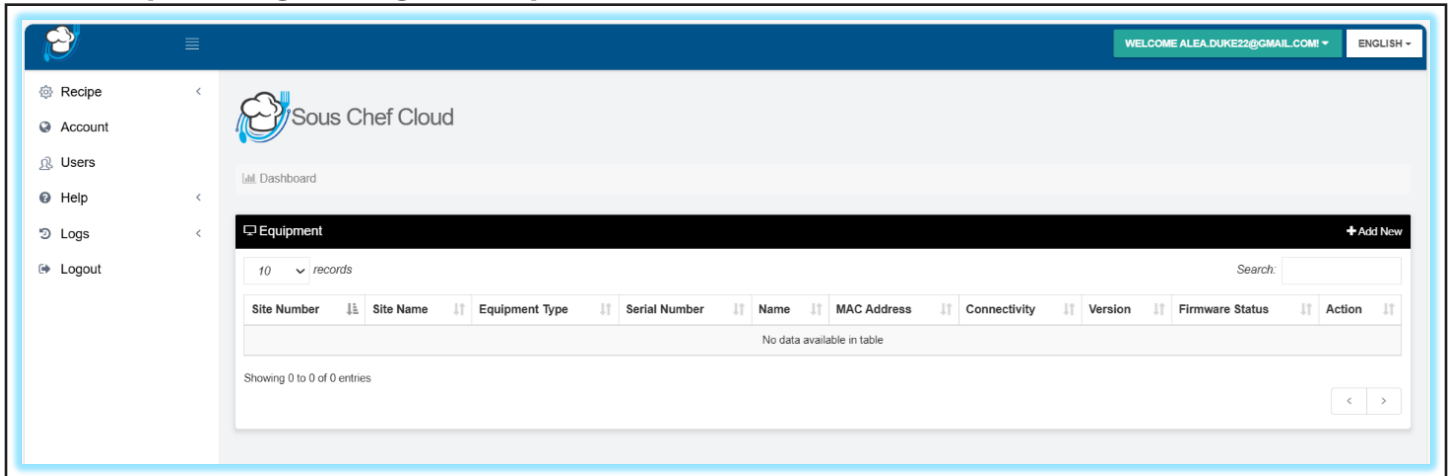 WELCOME ALEA.DUKE22@GMAIL.COM! ENGLISH
Recipe
Account
Users
Help
Logs
Logout
Sous Chef Cloud
Dashboard
Equipment + Add New
10 records Search:
Site Number Site Name Equipment Type Serial Number Name MAC Address Connectivity Version Firmware Status Action
No data available in table
Showing 0 to 0 of 0 entries
< >